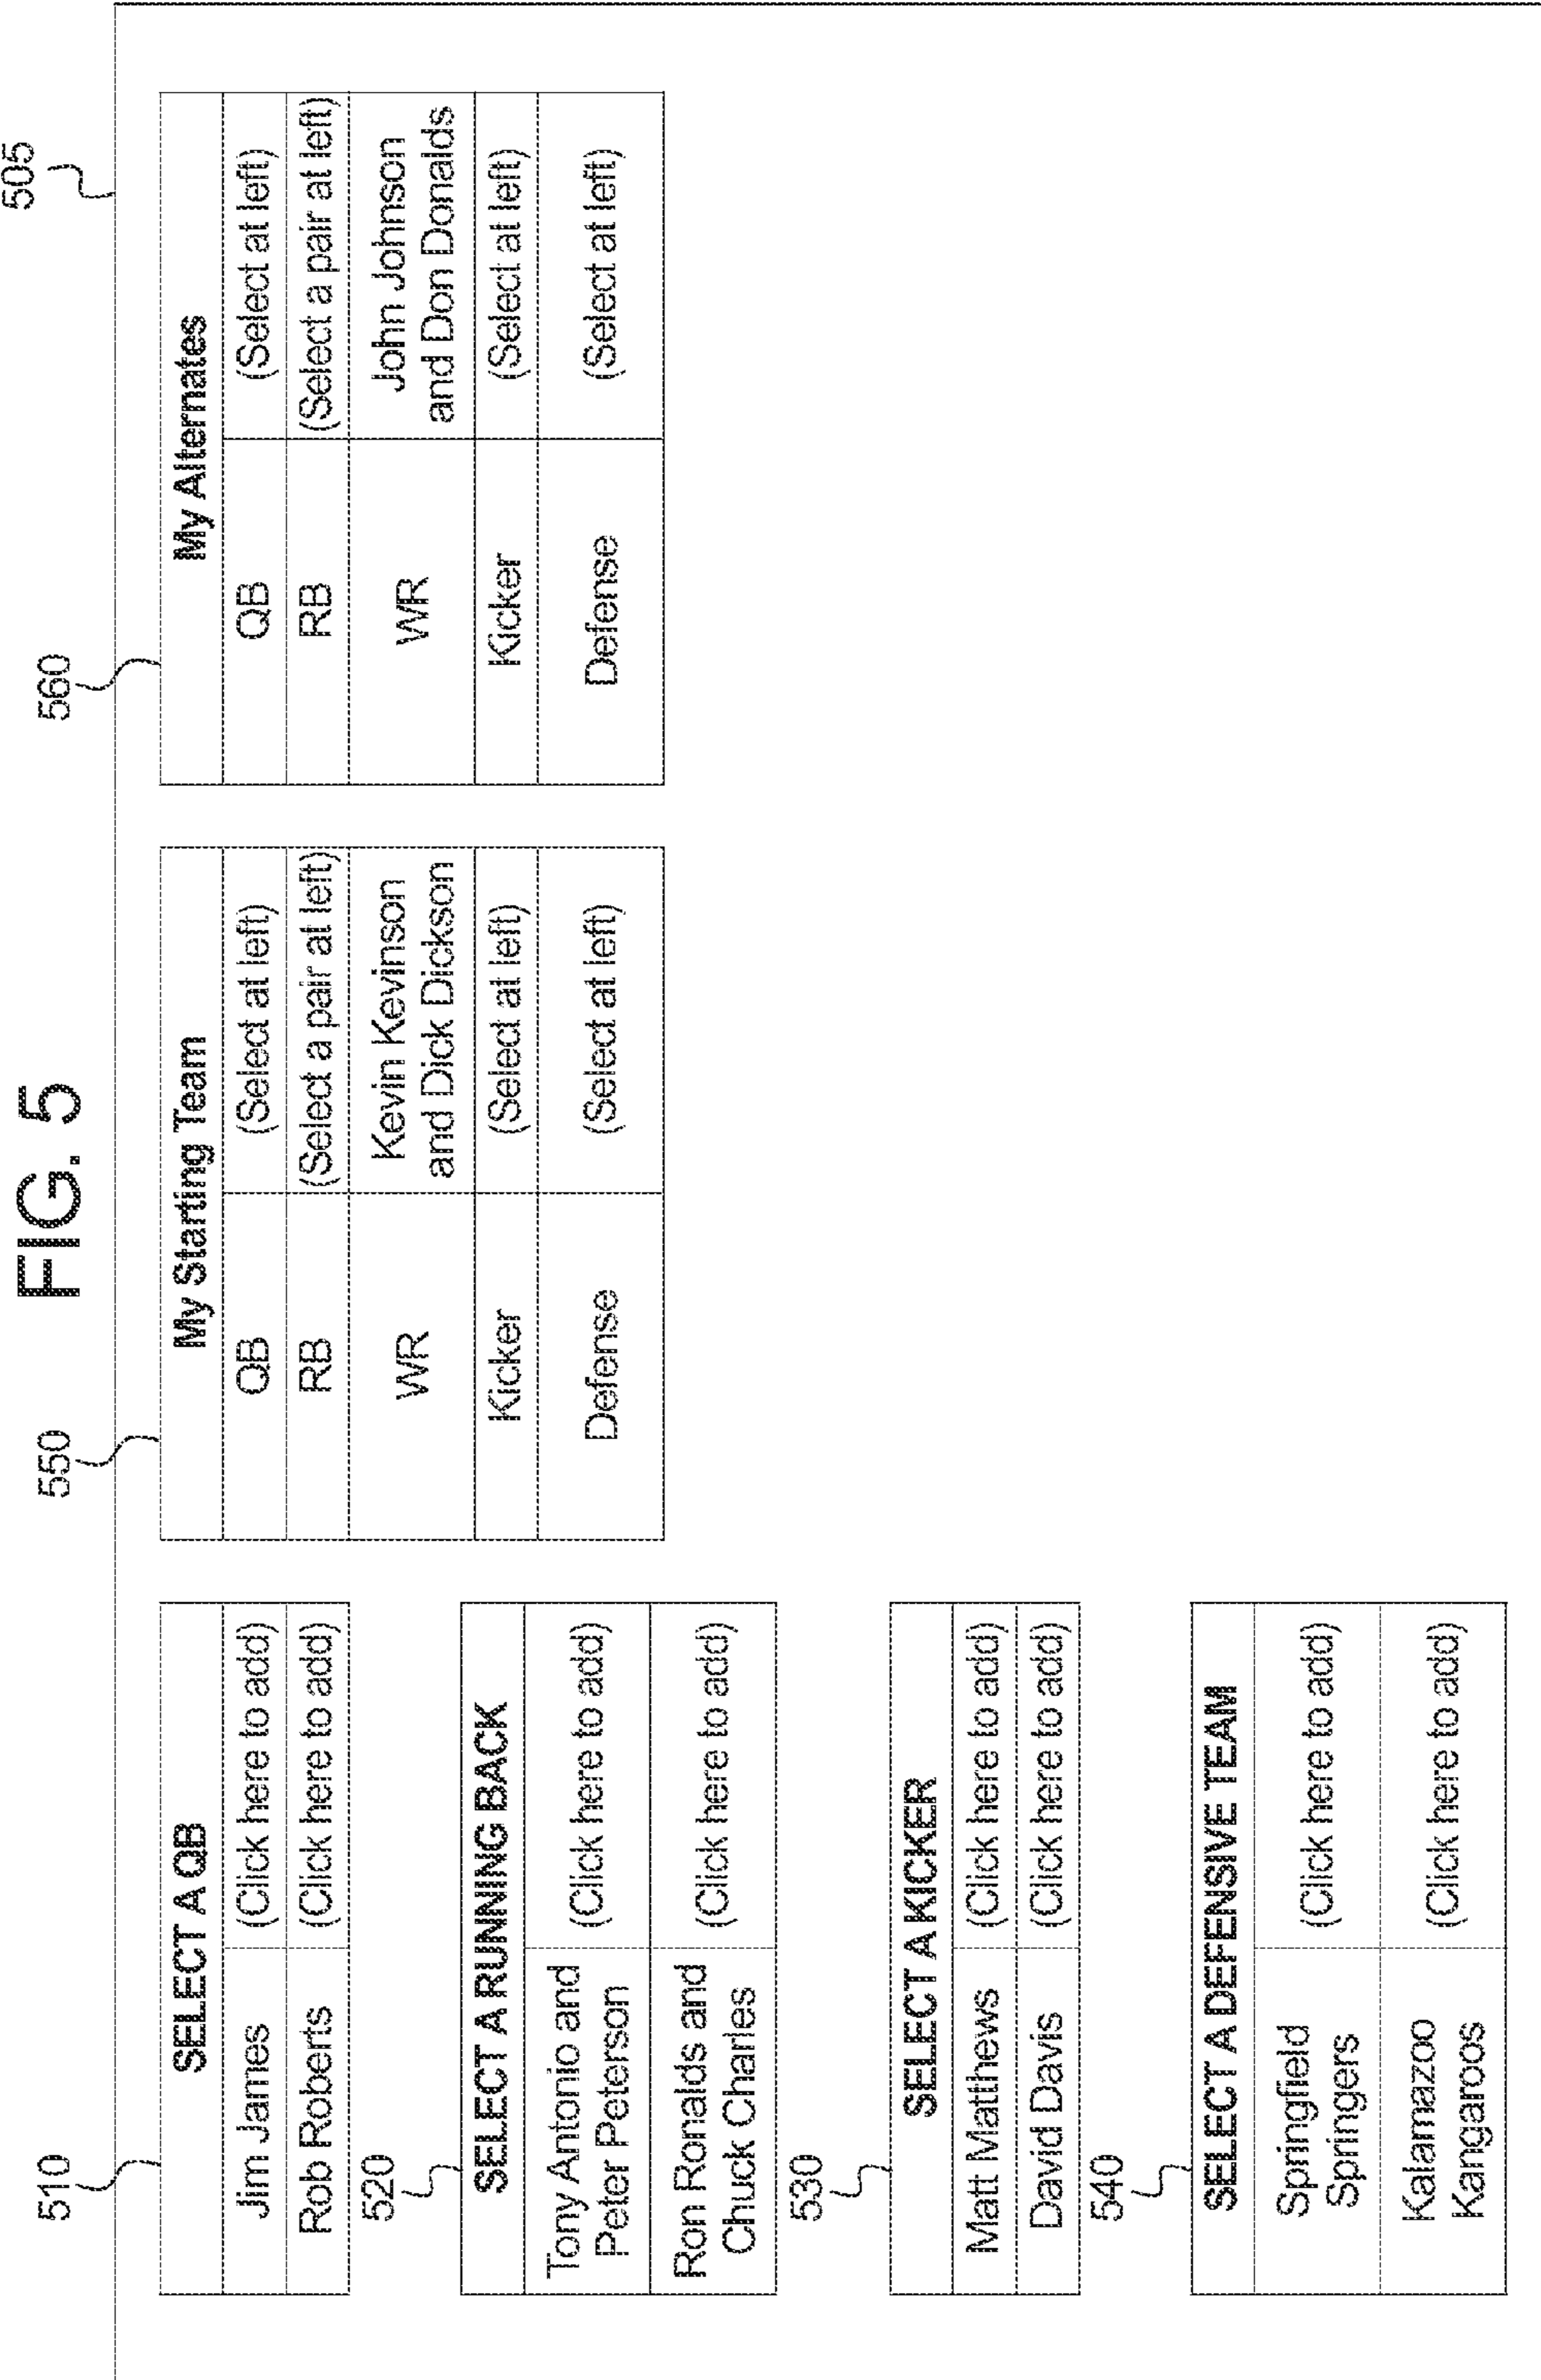 FIG. 5
505
510
SELECT A QB
Jim James (Click here to add)
Rob Roberts (Click here to add)
520
SELECT A RUNNING BACK
Tony Antonio and
Peter Peterson
(Click here to add)
Ron Ronalds and
Chuck Charles
(Click here to add)
530
SELECT A KICKER
Matt Matthews (Click here to add)
David Davis (Click here to add)
540
SELECT A DEFENSIVE TEAM
Springfield
Springers
(Click here to add)
Kalamazoo
Kangaroos
(Click here to add)
550
My Starting Team
QB (Select at left)
RB (Select a pair at left)
WR
Kevin Kevinson
and Dick Dickson
Kicker (Select at left)
Defense (Select at left)
560
My Alternates
QB (Select at left)
RB (Select a pair at left)
WR
John Johnson
and Don Donalds
Kicker (Select at left)
Defense (Select at left)